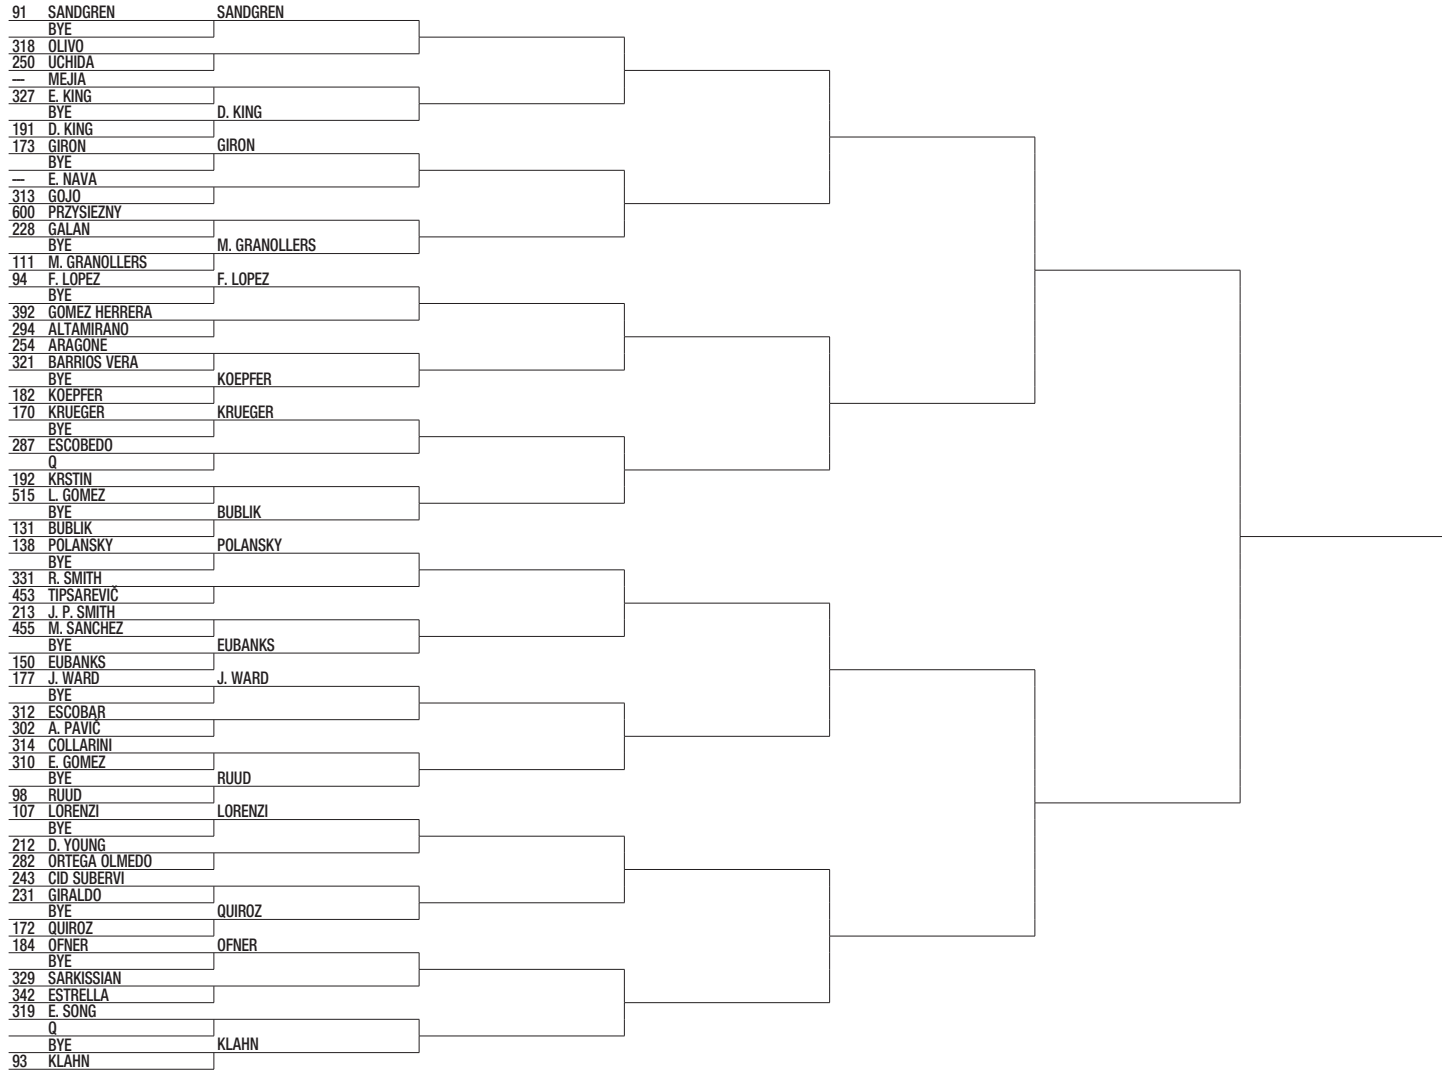 91 SANDGREN SANDGREN
BYE
318 OLIVO
250 UCHIDA
— MEJIA
327 E. KING
BYE D. KING
191 D. KING
173 GIRON GIRON
BYE
— E. NAVA
313 GOJO
600 PRZYSIEZNY
228 GALAN
BYE M. GRANOLLERS
111 M. GRANOLLERS
94 F. LOPEZ F. LOPEZ
BYE
392 GOMEZ HERRERA
294 ALTAMIRANO
254 ARAGONE
321 BARRIOS VERA
BYE KOEPFER
182 KOEPFER
170 KRUEGER KRUEGER
BYE
287 ESCOBEDO
Q
192 KRSTIN
515 L. GOMEZ
BYE BUBLIK
131 BUBLIK
138 POLANSKY POLANSKY
BYE
331 R. SMITH
453 TIPSAREVIČ
213 J. P. SMITH
455 M. SANCHEZ
BYE EUBANKS
150 EUBANKS
177 J. WARD J. WARD
BYE
312 ESCOBAR
302 A. PAVIČ
314 COLLARINI
310 E. GOMEZ
BYE RUUD
98 RUUD
107 LORENZI LORENZI
BYE
212 D. YOUNG
282 ORTEGA OLMEDO
243 CID SUBERVI
231 GIRALDO
BYE QUIROZ
172 QUIROZ
184 OFNER OFNER
BYE
329 SARKISSIAN
342 ESTRELLA
319 E. SONG
Q
BYE KLAHN
93 KLAHN